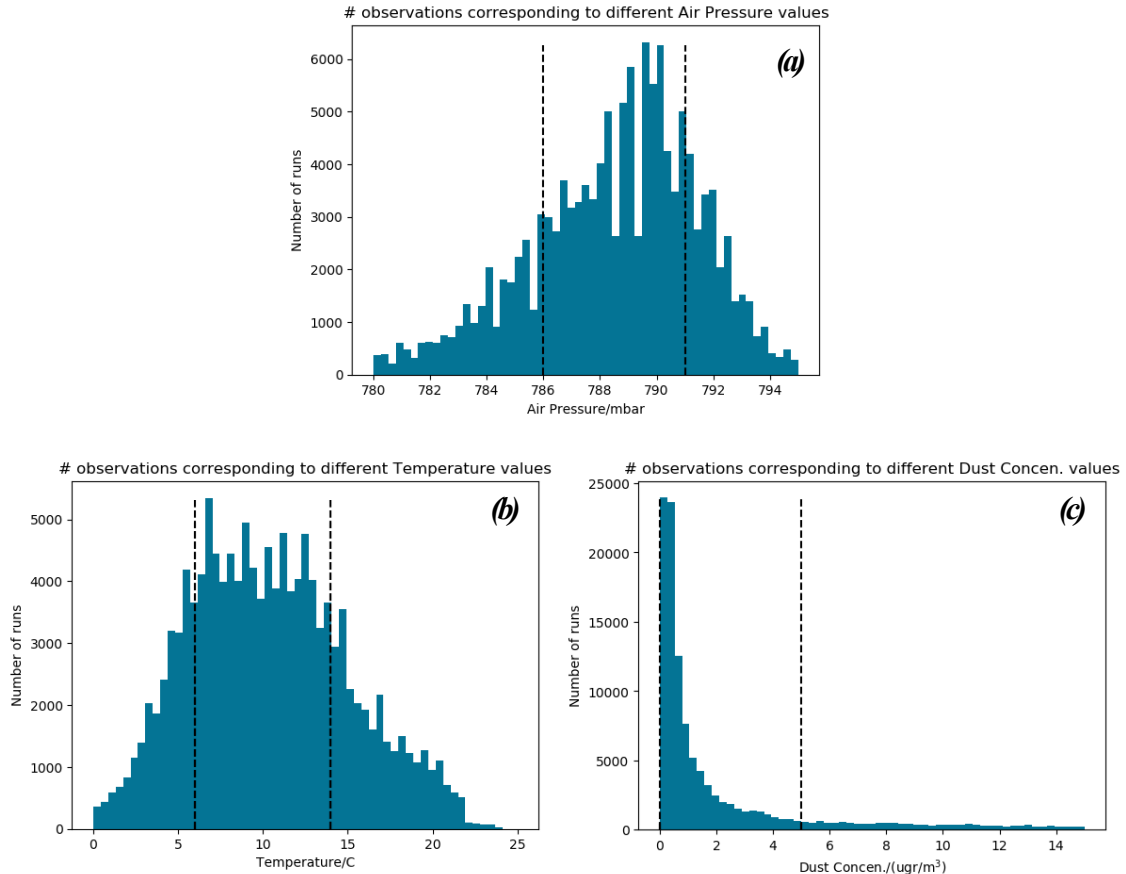 # observations corresponding to different Air Pressure values
(a)
6000
5000
4000
3000
2000
1000
0
Number of runs
780 782 784 786 788 790 792 794
Air Pressure/mbar
# observations corresponding to different Temperature values
(b)
5000
4000
3000
2000
1000
0
Number of runs
0 5 10 15 20 25
Temperature/C
# observations corresponding to different Dust Concen. values
(c)
25000
20000
15000
10000
5000
0
Number of runs
0 2 4 6 8 10 12 14
Dust Concen./(ugr/m³)